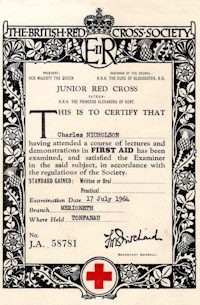 THE·BRITISH·RED CROSS·SOCIETY·
E II R
PRESIDENT:
HER MAJESTY THE QUEEN
CHAIRMAN OF THE COUNCIL:
H.R.H. THE DUKE OF GLOUCESTER, K.G.
JUNIOR RED CROSS
PATRON:
H.R.H. THE PRINCESS ALEXANDRA OF KENT.
THIS IS TO CERTIFY THAT
Charles NICHOLSON
having attended a course of lectures and
demonstrations in FIRST AID has been
examined, and satisfied the Examiner
in the said subject, in accordance with
the regulations of the Society.
STANDARD GAINED: Written or Oral
Practical
Examination Date 17 July 1964
Branch MERIONETH
Where Held TONFANAU
No.
J.A. 58781
SECRETARY GENERAL.